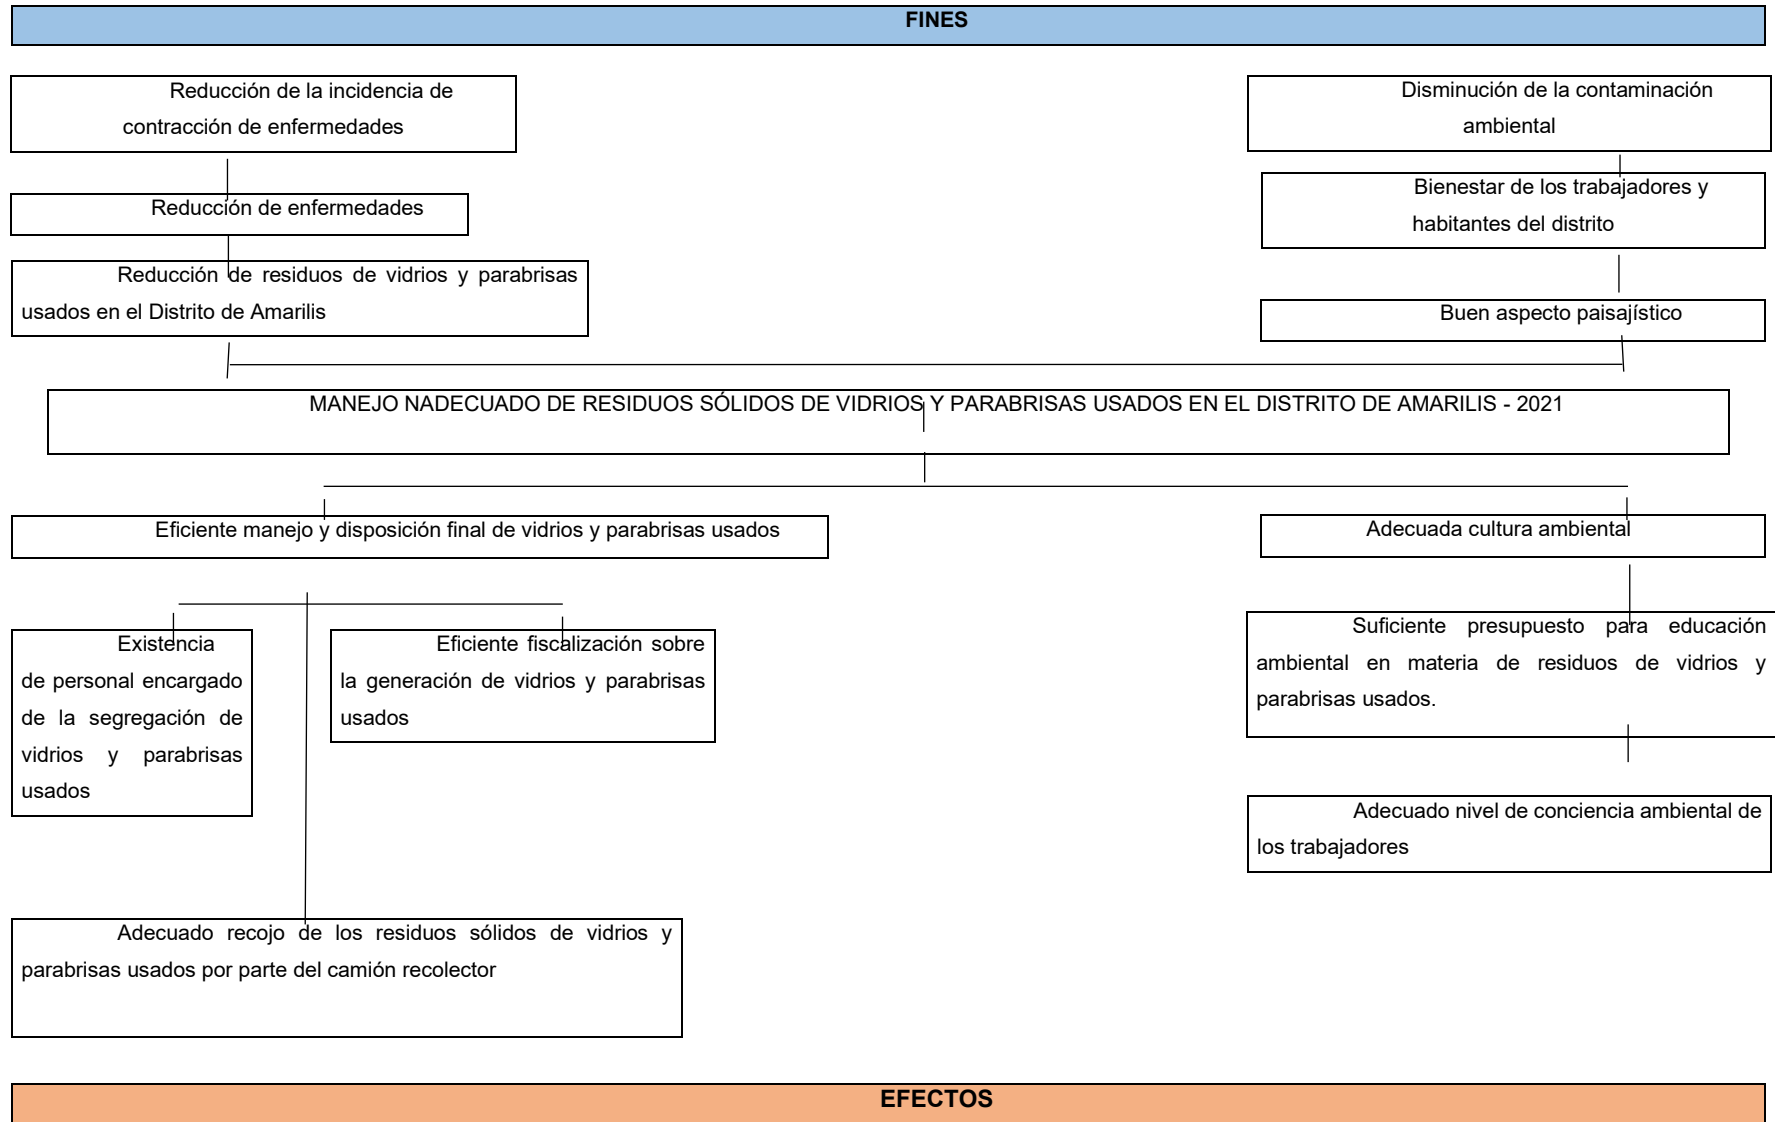 FINES
Reducción de la incidencia de
contracción de enfermedades
Disminución de la contaminación
ambiental
Reducción de enfermedades
Bienestar de los trabajadores y
habitantes del distrito
Reducción de residuos de vidrios y parabrisas
usados en el Distrito de Amarilis
Buen aspecto paisajístico
MANEJO NADECUADO DE RESIDUOS SÓLIDOS DE VIDRIOS Y PARABRISAS USADOS EN EL DISTRITO DE AMARILIS - 2021
Eficiente manejo y disposición final de vidrios y parabrisas usados
Adecuada cultura ambiental
Existencia
de personal encargado
de la segregación de
vidrios y parabrisas
usados
Eficiente fiscalización sobre
la generación de vidrios y parabrisas
usados
Suficiente presupuesto para educación
ambiental en materia de residuos de vidrios y
parabrisas usados.
Adecuado nivel de conciencia ambiental de
los trabajadores
Adecuado recojo de los residuos sólidos de vidrios y
parabrisas usados por parte del camión recolector
EFECTOS